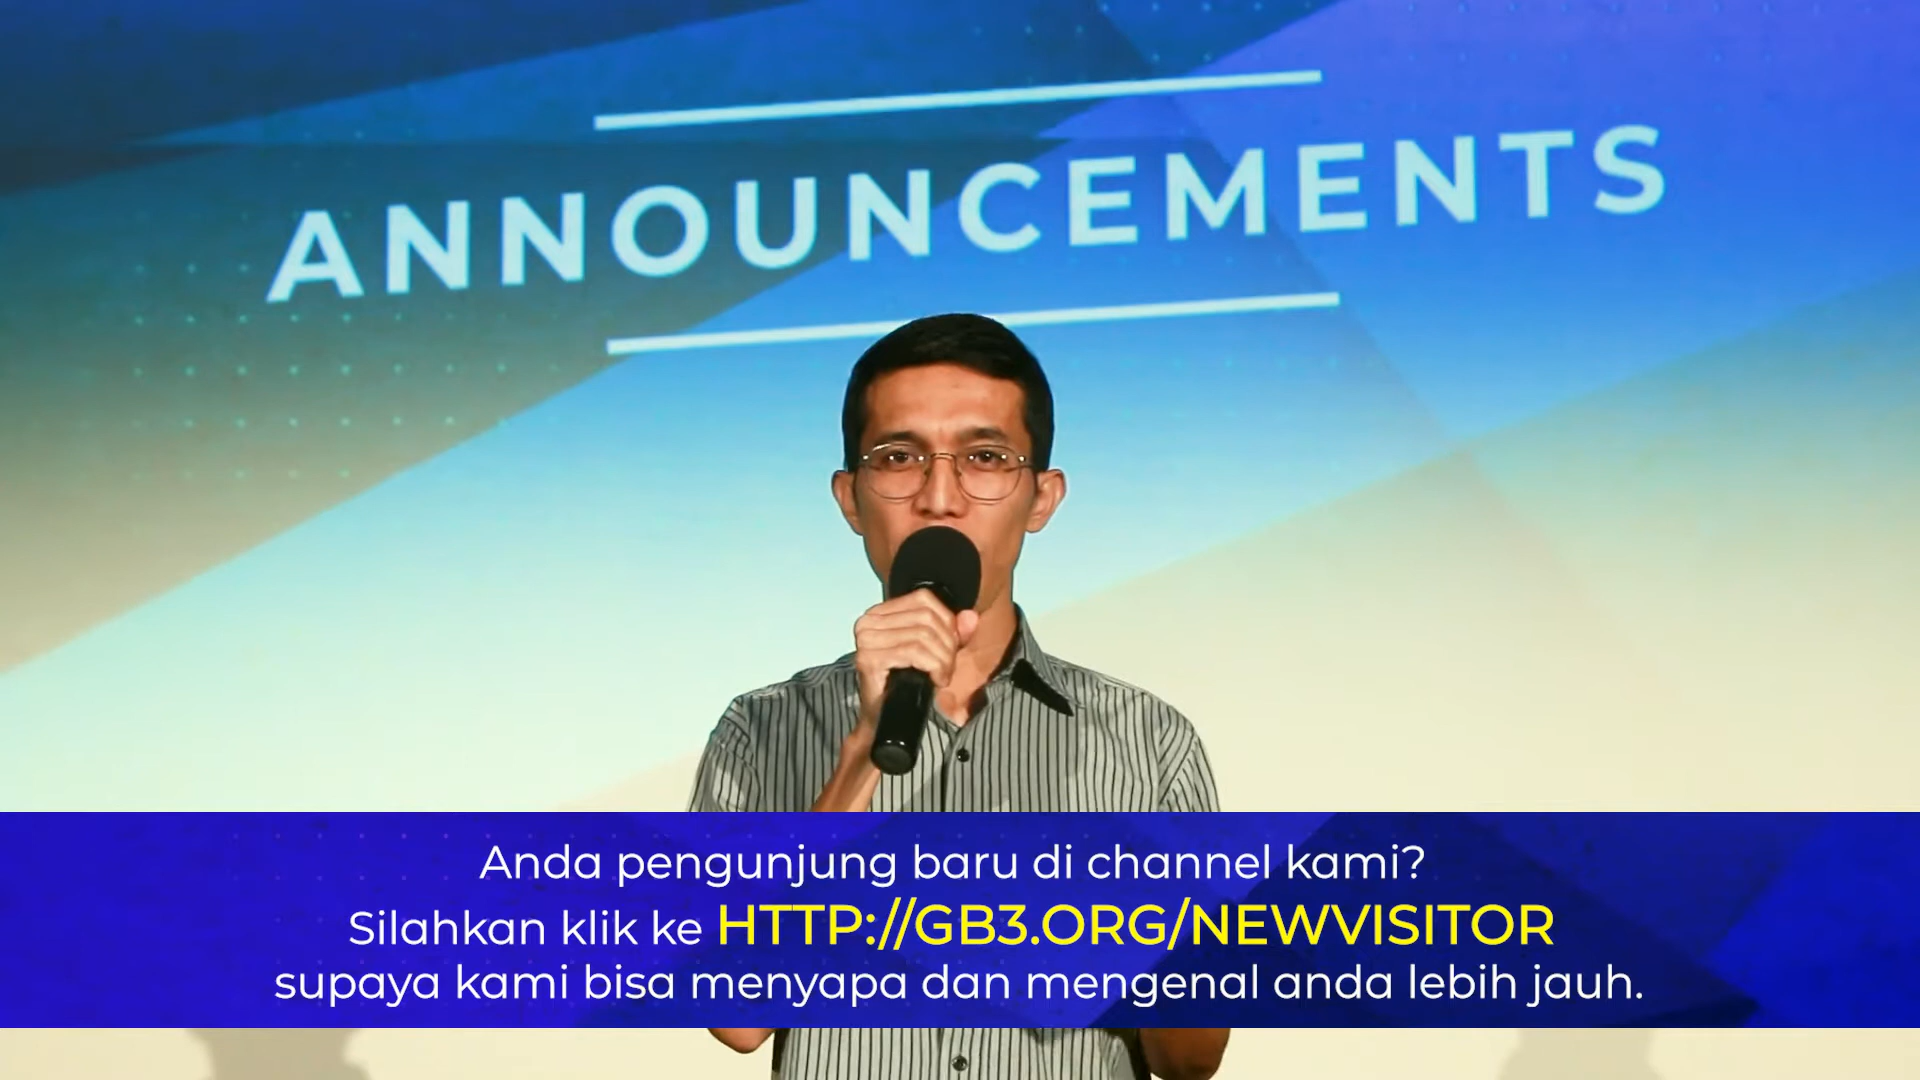 ANNOUNCEMENTS
Anda pengunjung baru di channel kami?
Silahkan klik ke HTTP://GB3.ORG/NEWVISITOR
supaya kami bisa menyapa dan mengenal anda lebih jauh.